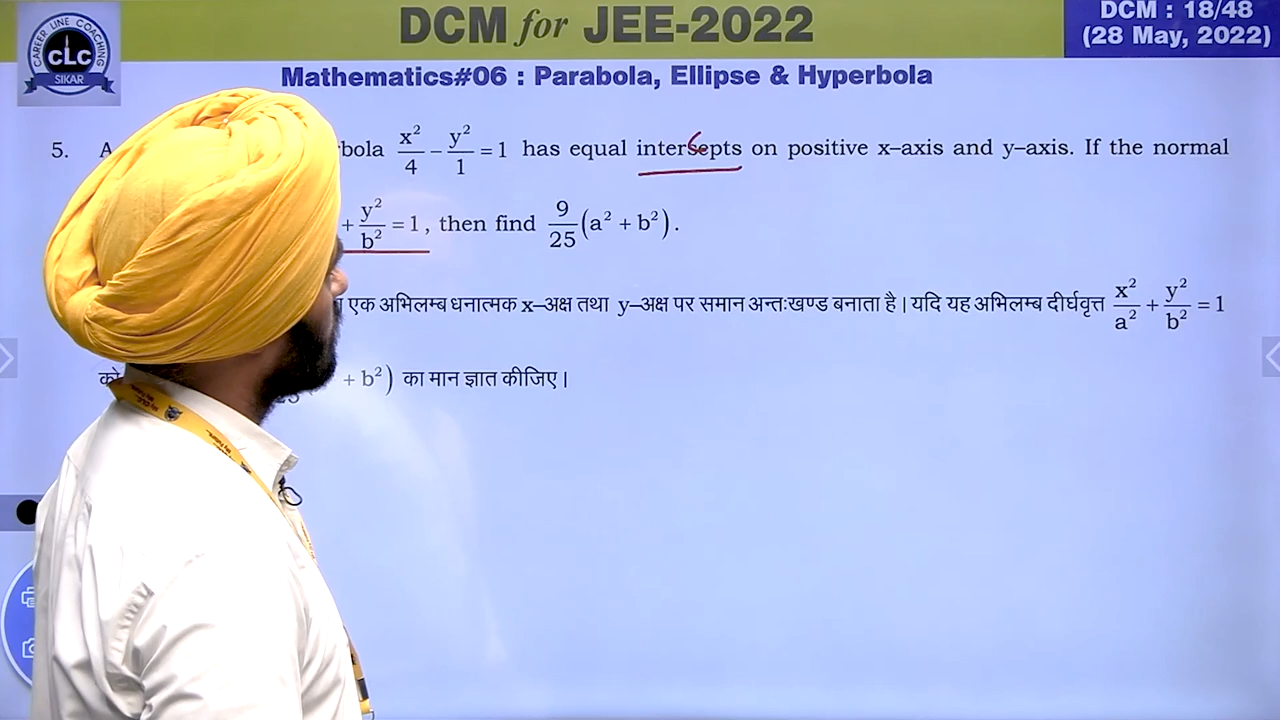 DCM for JEE-2022
DCM : 18/48
(28 May, 2022)
CAREER LINE COACHING
CLC
SIKAR
Mathematics#06 : Parabola, Ellipse & Hyperbola
5. A bola x²/4 − y²/1 = 1 has equal intercepts on positive x–axis and y–axis. If the normal
+ y²/b² = 1, then find 9/25 (a² + b²).
एक अभिलम्ब धनात्मक x–अक्ष तथा y–अक्ष पर समान अन्तःखण्ड बनाता है। यदि यह अभिलम्ब दीर्घवृत्त x²/a² + y²/b² = 1
को + b²) का मान ज्ञात कीजिए।